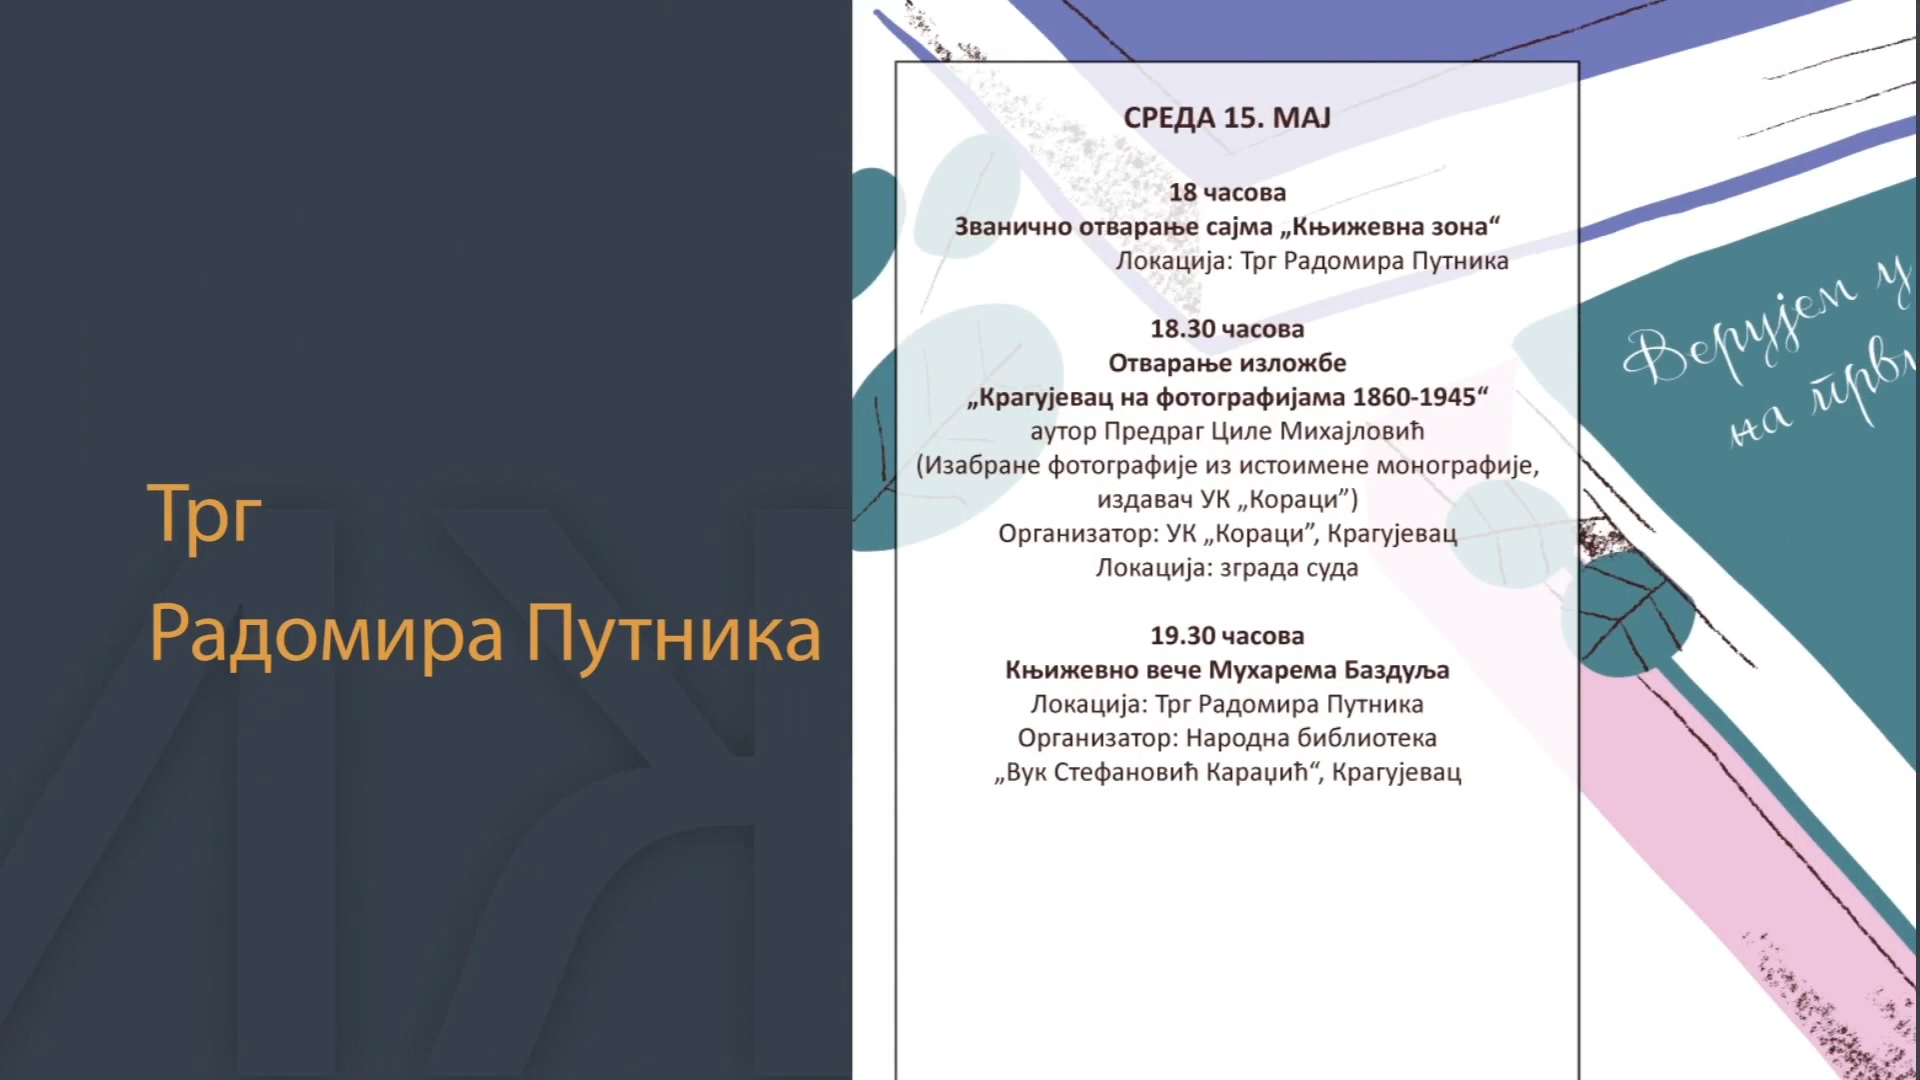 Трг
Радомира Путника
СРЕДА 15. МАЈ
18 часова
Званично отварање сајма „Књижевна зона“
Локација: Трг Радомира Путника
18.30 часова
Отварање изложбе
„Крагујевац на фотографијама 1860-1945“
аутор Предраг Циле Михајловић
(Изабране фотографије из истоимене монографије,
издавач УК „Кораци”)
Организатор: УК „Кораци”, Крагујевац
Локација: зграда суда
19.30 часова
Књижевно вече Мухарема Баздуља
Локација: Трг Радомира Путника
Организатор: Народна библиотека
„Вук Стефановић Караџић“, Крагујевац
Верујем у
на